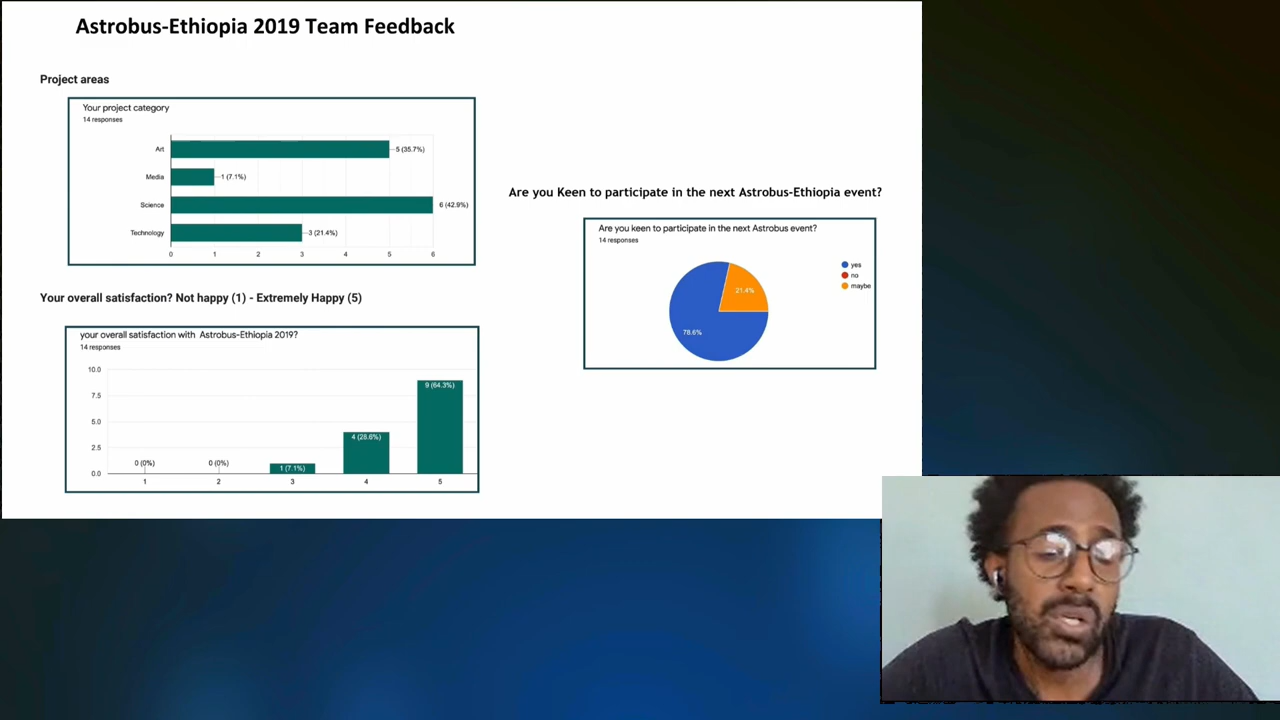 Astrobus-Ethiopia 2019 Team Feedback
Project areas
Your project category
14 responses
Art
5 (35.7%)
Media
1 (7.1%)
Science
6 (42.9%)
Technology
3 (21.4%)
0 1 2 3 4 5 6
Your overall satisfaction? Not happy (1) - Extremely Happy (5)
your overall satisfaction with Astrobus-Ethiopia 2019?
14 responses
10.0
7.5
5.0
2.5
0.0
0 (0%)
0 (0%)
1 (7.1%)
4 (28.6%)
9 (64.3%)
1 2 3 4 5
Are you Keen to participate in the next Astrobus-Ethiopia event?
Are you keen to participate in the next Astrobus event?
14 responses
yes
no
maybe
21.4%
78.6%